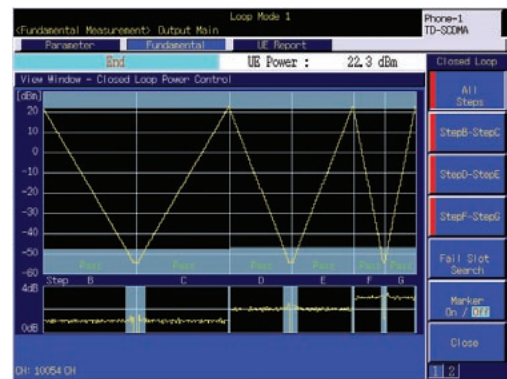 Loop Mode 1
Phone-1
<Fundamental Measurement> Output Main
TD-SCDMA
Parameter Fundamental UE Report
End UE Power : 22.3 dBm
Closed Loop
View Window - Closed Loop Power Control
[dBm]
20
10
0
-10
-20
-30
-40
-50
-60
Pass Pass Pass Pass Pass Pass
Step B C D E F G
4dB
0dB
All
Steps
StepB-StepC
StepD-StepE
StepF-StepG
Fail Slot
Search
Marker
On / Off
Close
CH: 10054 CH
1 2